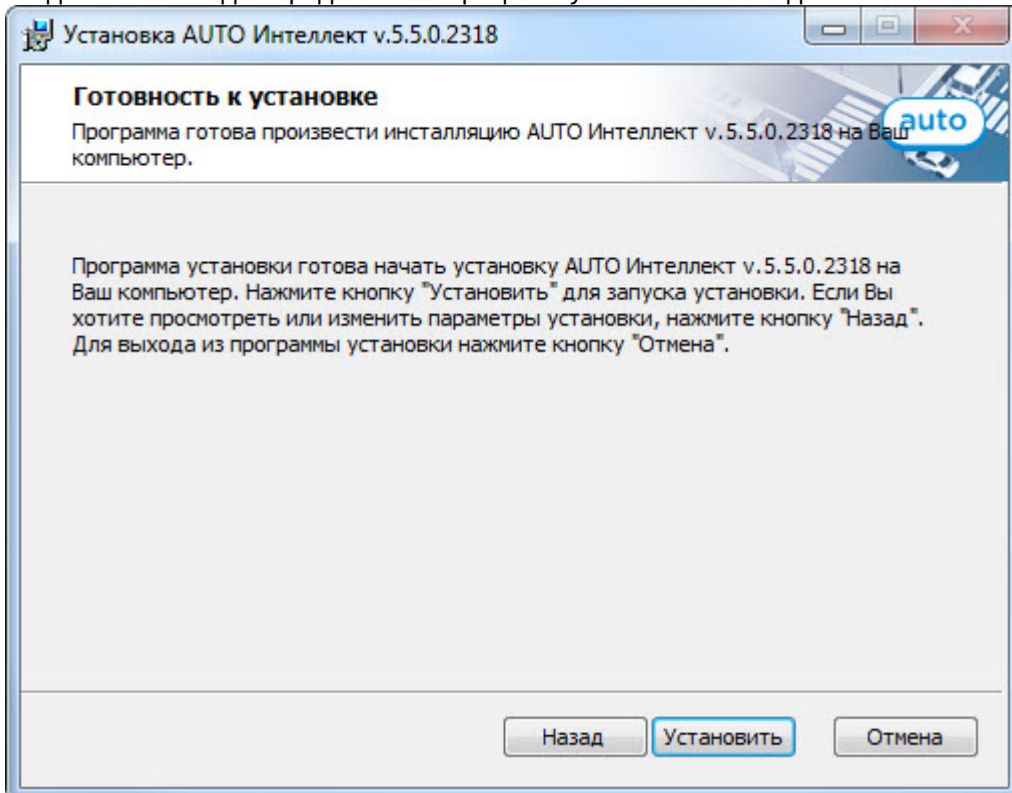 Установка AUTO Интеллект v.5.5.0.2318
Готовность к установке
Программа готова произвести инсталляцию AUTO Интеллект v.5.5.0.2318 на Ваш
компьютер.
auto
Программа установки готова начать установку AUTO Интеллект v.5.5.0.2318 на
Ваш компьютер. Нажмите кнопку "Установить" для запуска установки. Если Вы
хотите просмотреть или изменить параметры установки, нажмите кнопку "Назад".
Для выхода из программы установки нажмите кнопку "Отмена".
Назад Установить Отмена